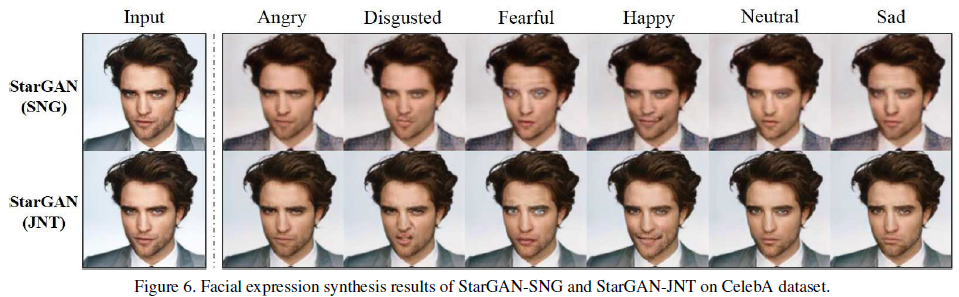 Input Angry Disgusted Fearful Happy Neutral Sad
StarGAN
(SNG)
StarGAN
(JNT)
Figure 6. Facial expression synthesis results of StarGAN-SNG and StarGAN-JNT on CelebA dataset.